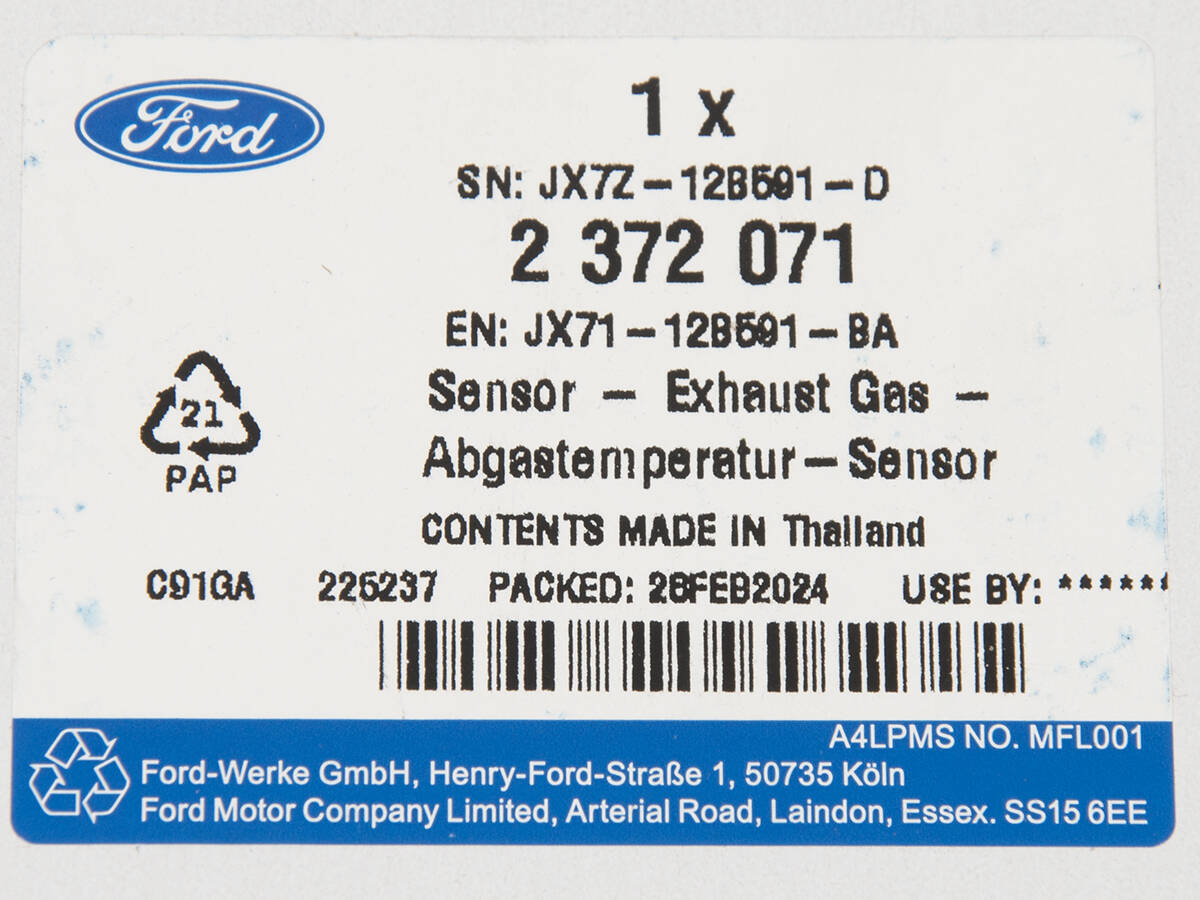 Ford
1 x
SN: JX7Z-12B591-D
2 372 071
EN: JX71-12B591-BA
Sensor - Exhaust Gas -
Abgastemperatur-Sensor
21
PAP
CONTENTS MADE IN Thailand
C91GA 225237 PACKED: 26FEB2024 USE BY: ******
A4LPMS NO. MFL001
Ford-Werke GmbH, Henry-Ford-Straße 1, 50735 Köln
Ford Motor Company Limited, Arterial Road, Laindon, Essex. SS15 6EE